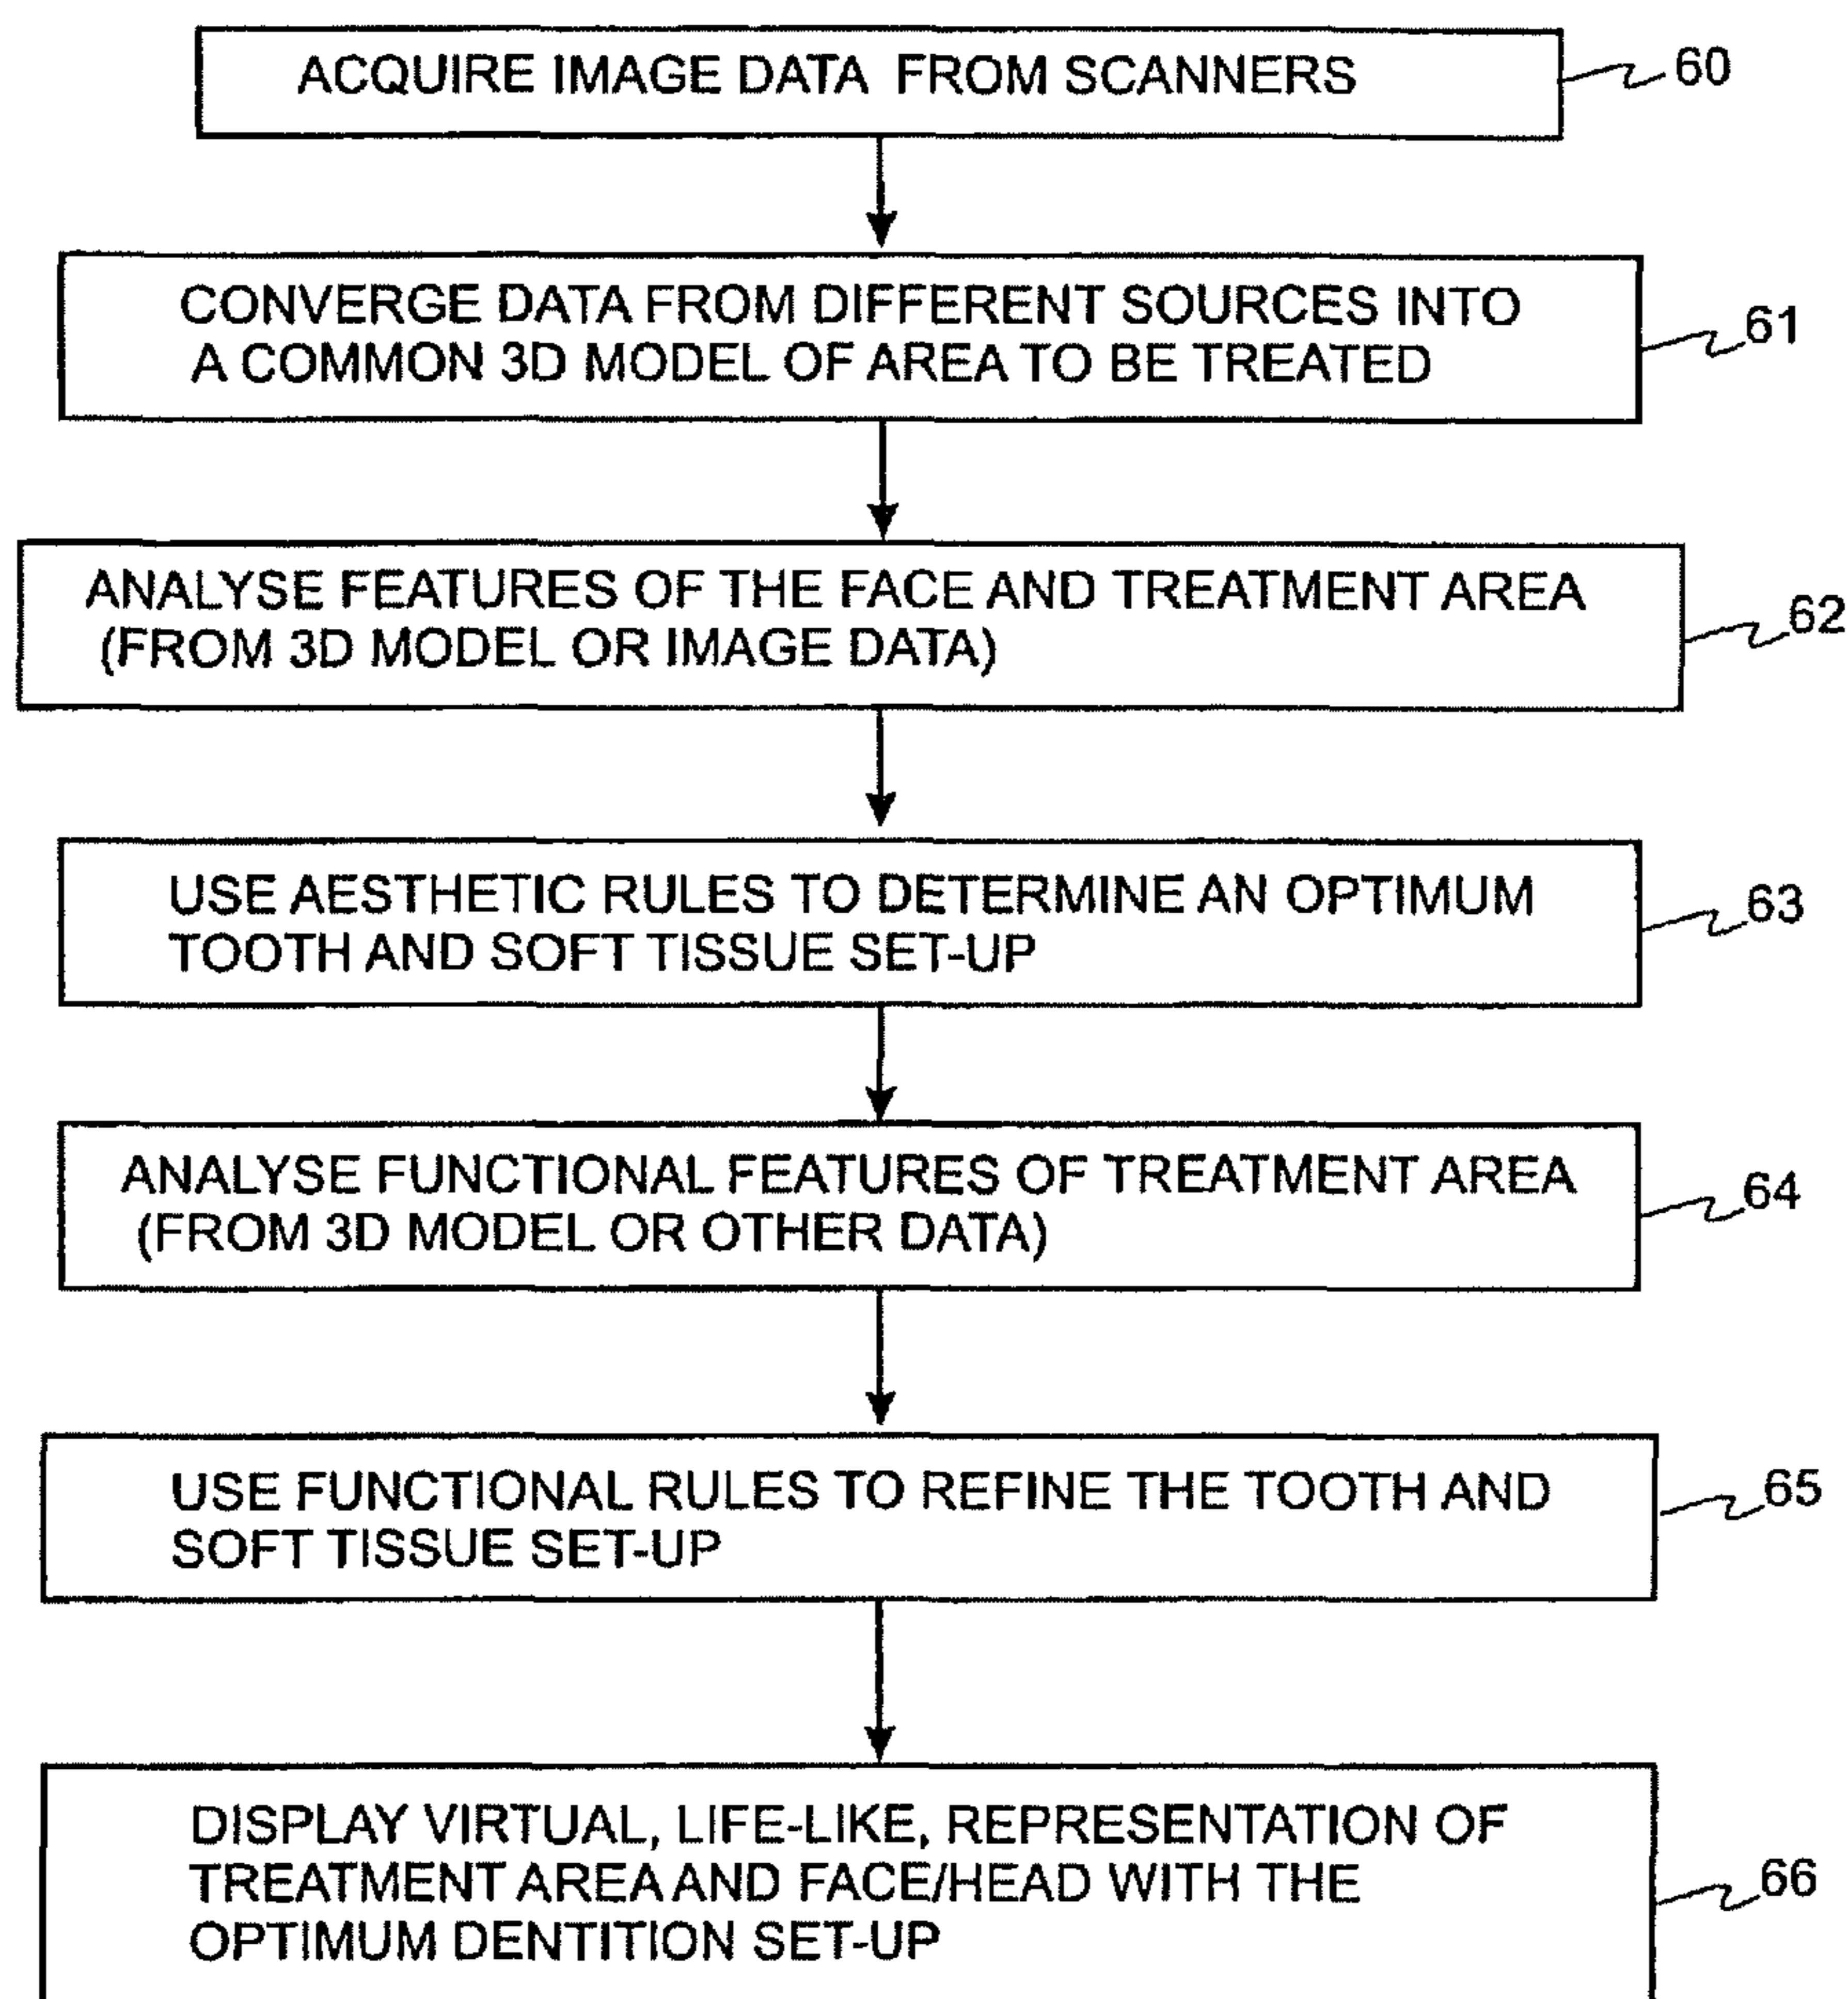 ACQUIRE IMAGE DATA FROM SCANNERS
60
CONVERGE DATA FROM DIFFERENT SOURCES INTO
A COMMON 3D MODEL OF AREA TO BE TREATED
61
ANALYSE FEATURES OF THE FACE AND TREATMENT AREA
(FROM 3D MODEL OR IMAGE DATA)
62
USE AESTHETIC RULES TO DETERMINE AN OPTIMUM
TOOTH AND SOFT TISSUE SET-UP
63
ANALYSE FUNCTIONAL FEATURES OF TREATMENT AREA
(FROM 3D MODEL OR OTHER DATA)
64
USE FUNCTIONAL RULES TO REFINE THE TOOTH AND
SOFT TISSUE SET-UP
65
DISPLAY VIRTUAL, LIFE-LIKE, REPRESENTATION OF
TREATMENT AREA AND FACE/HEAD WITH THE
OPTIMUM DENTITION SET-UP
66